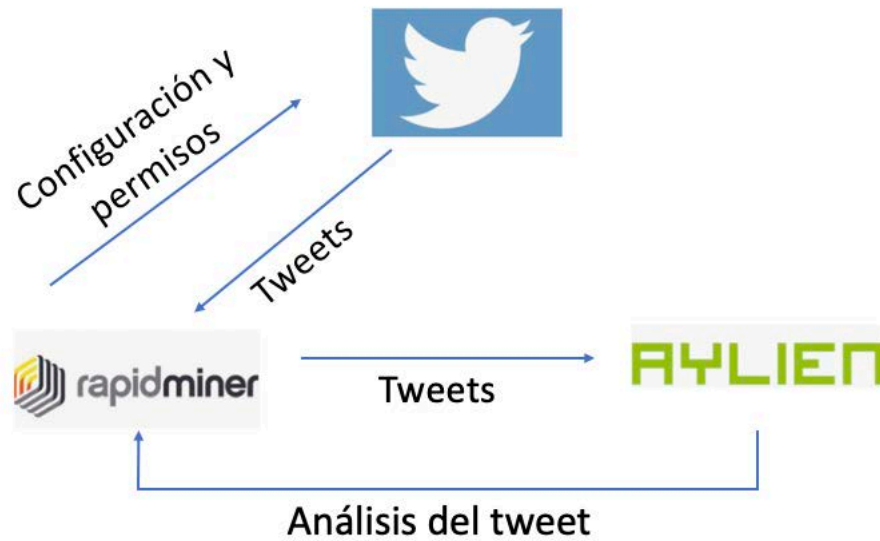 Configuración y
permisos
Tweets
rapidminer
Tweets
AYLIEN
Análisis del tweet